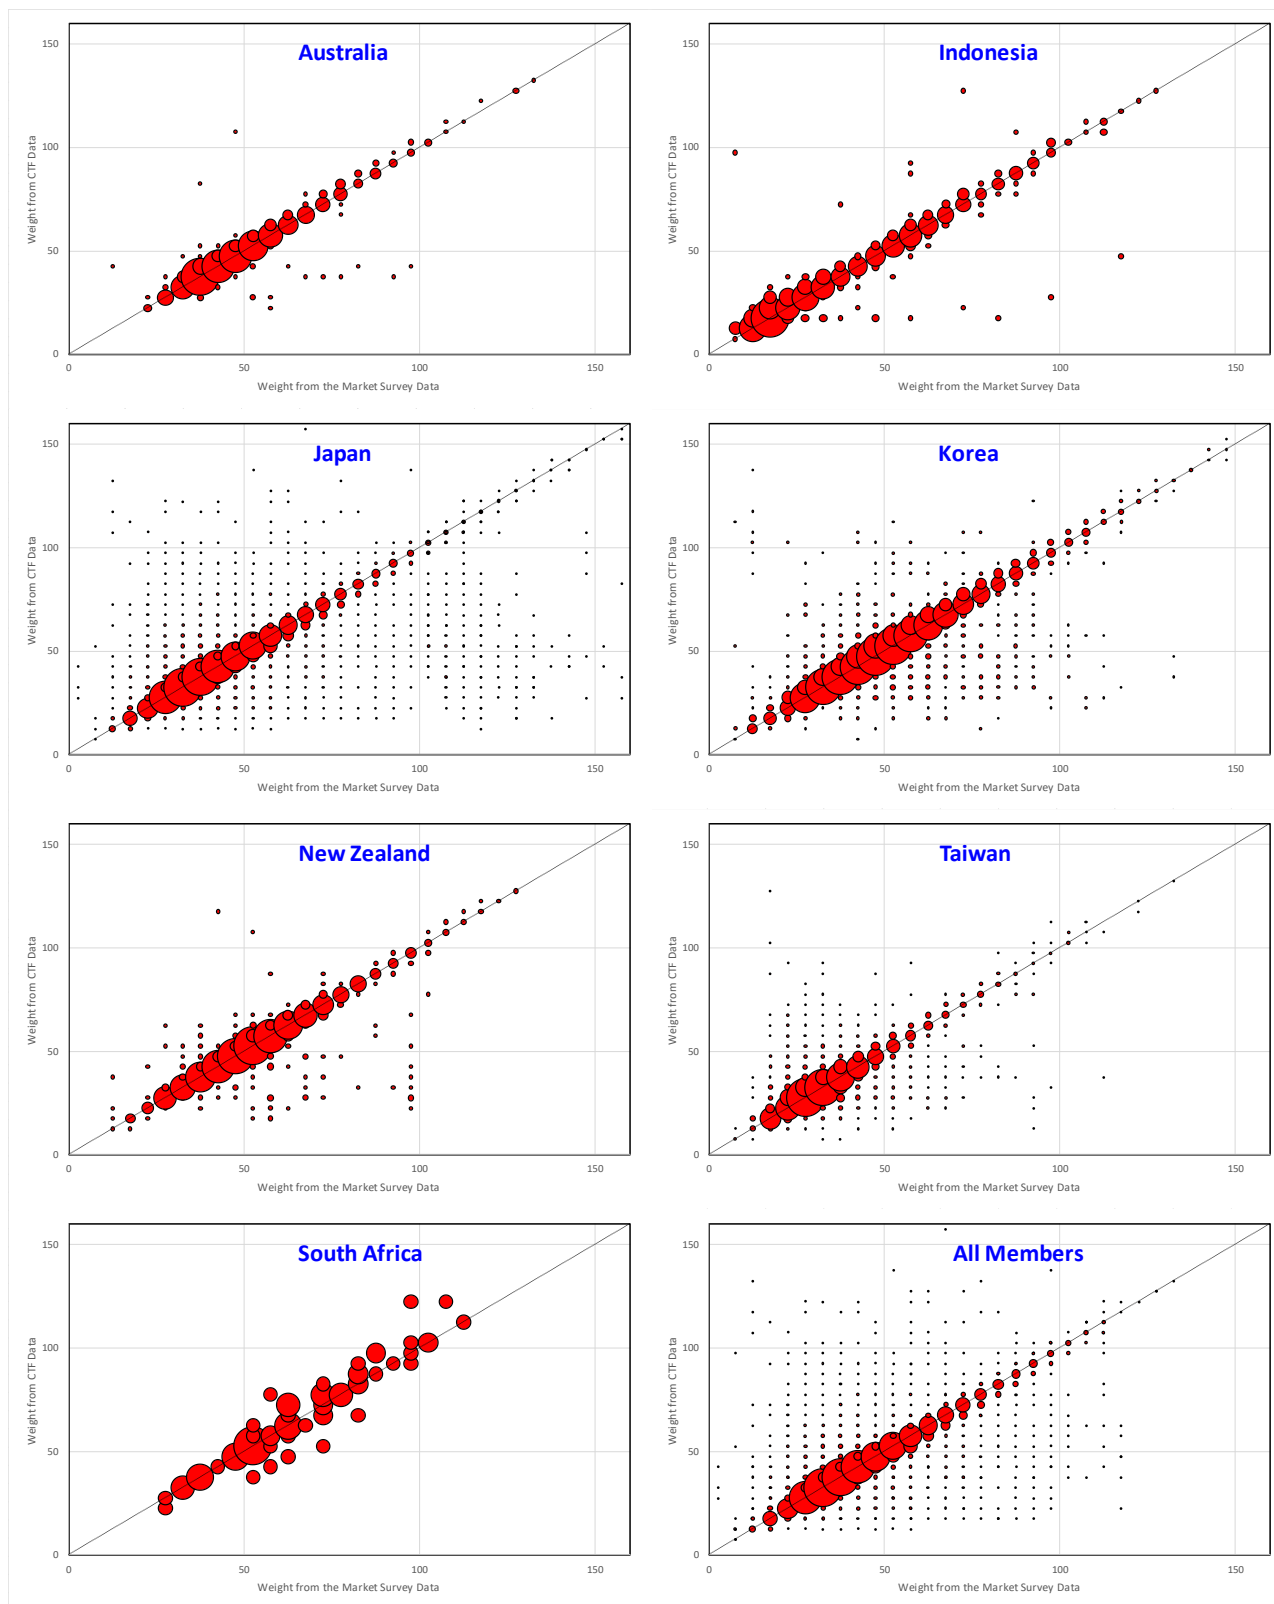 Australia
Weight from CTF Data
150
100
50
0
0 50 100 150
Weight from the Market Survey Data
Indonesia
Weight from CTF Data
150
100
50
0
0 50 100 150
Weight from the Market Survey Data
Japan
Weight from CTF Data
150
100
50
0
0 50 100 150
Weight from the Market Survey Data
Korea
Weight from CTF Data
150
100
50
0
0 50 100 150
Weight from the Market Survey Data
New Zealand
Weight from CTF Data
150
100
50
0
0 50 100 150
Weight from the Market Survey Data
Taiwan
Weight from CTF Data
150
100
50
0
0 50 100 150
Weight from the Market Survey Data
South Africa
Weight from CTF Data
150
100
50
0
0 50 100 150
Weight from the Market Survey Data
All Members
Weight from CTF Data
150
100
50
0
0 50 100 150
Weight from the Market Survey Data